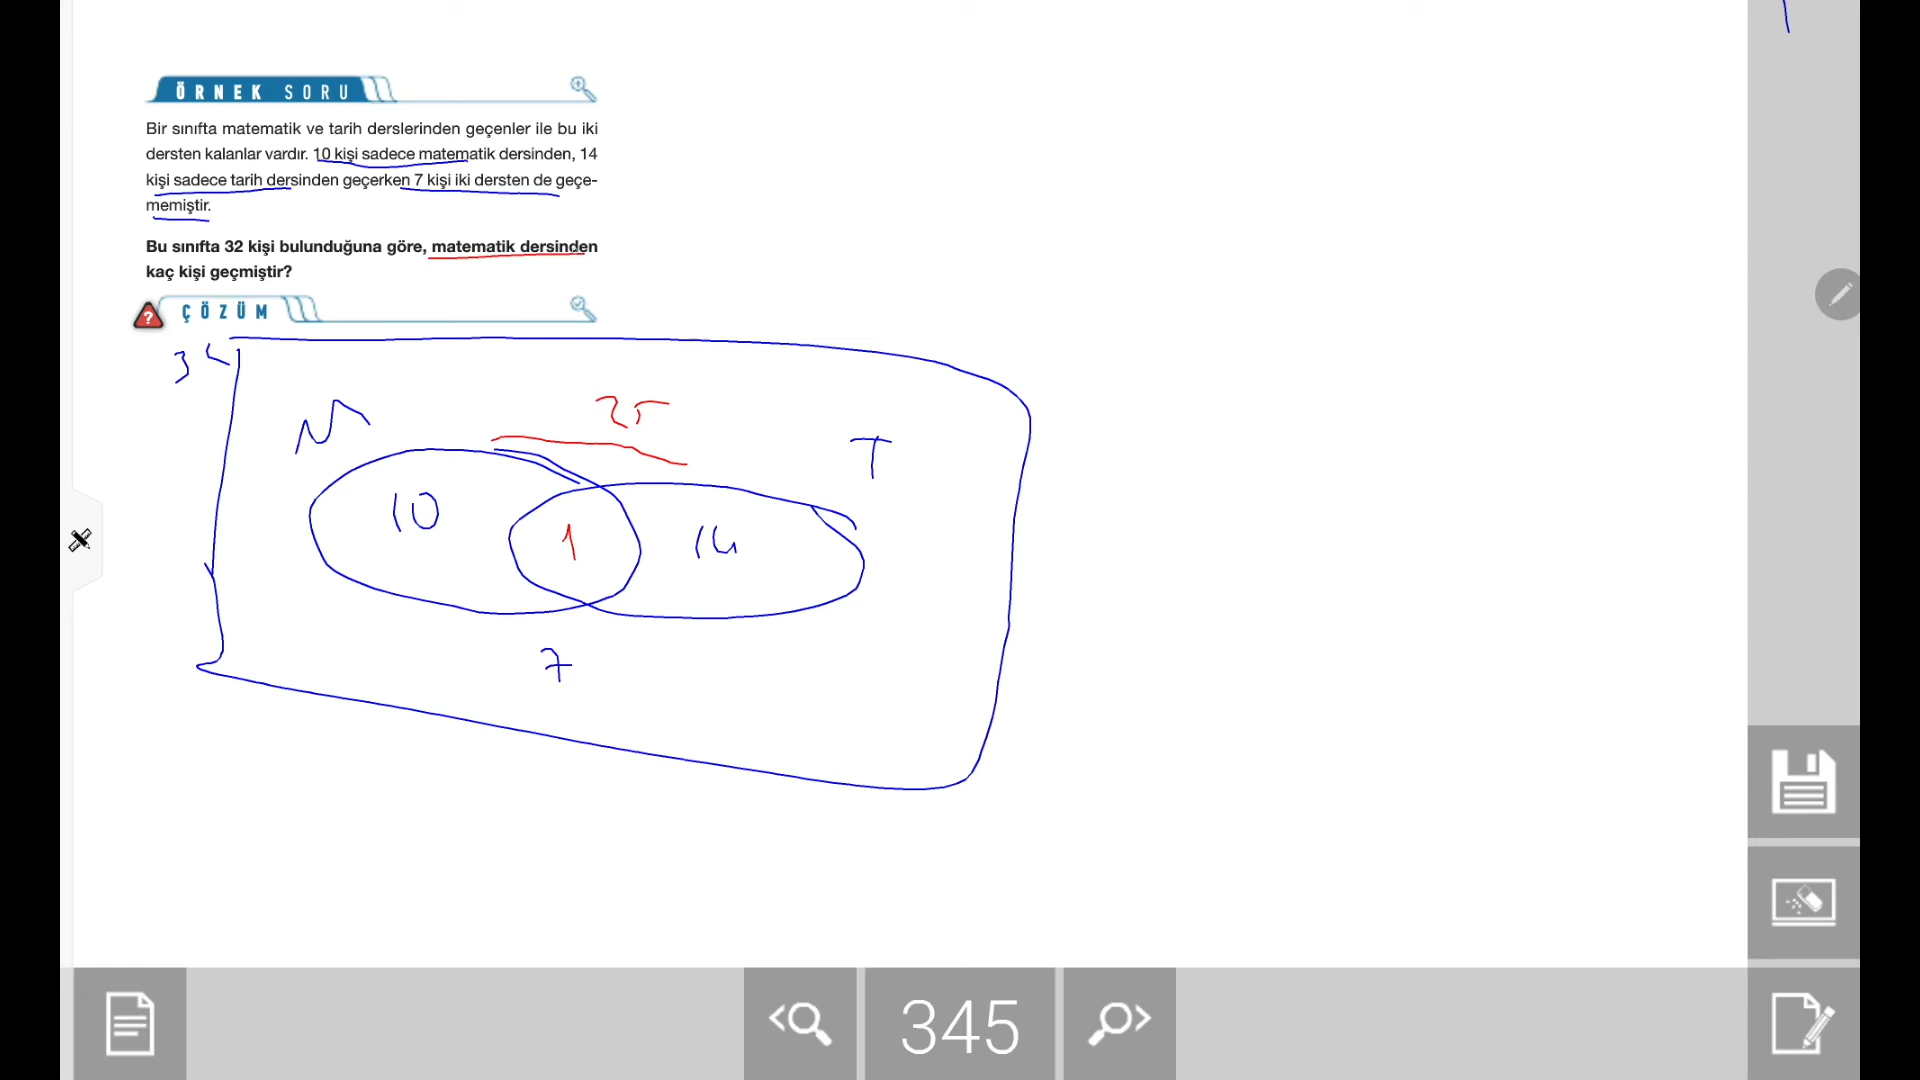 ÖRNEK SORU
Bir sınıfta matematik ve tarih derslerinden geçenler ile bu iki
dersten kalanlar vardır. 10 kişi sadece matematik dersinden, 14
kişi sadece tarih dersinden geçerken 7 kişi iki dersten de geçe-
memiştir.
Bu sınıfta 32 kişi bulunduğuna göre, matematik dersinden
kaç kişi geçmiştir?
? ÇÖZÜM
M
25
T
10
1
14
7
345